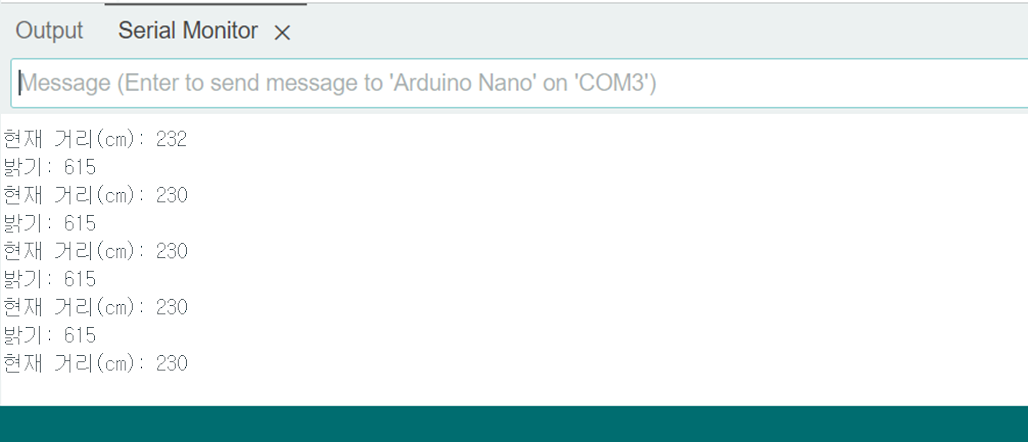 Output Serial Monitor ×
Message (Enter to send message to 'Arduino Nano' on 'COM3')
현재 거리(cm): 232
밝기: 615
현재 거리(cm): 230
밝기: 615
현재 거리(cm): 230
밝기: 615
현재 거리(cm): 230
밝기: 615
현재 거리(cm): 230